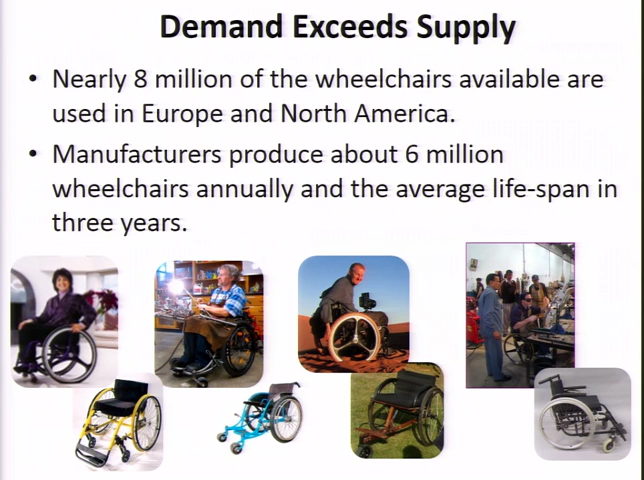 Demand Exceeds Supply
• Nearly 8 million of the wheelchairs available are
used in Europe and North America.
• Manufacturers produce about 6 million
wheelchairs annually and the average life-span in
three years.